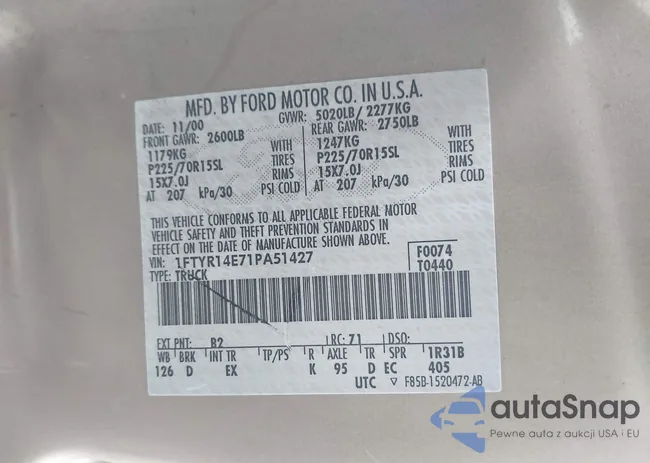 MFD. BY FORD MOTOR CO. IN U.S.A.
DATE: 11/00 GVWR: 5020LB/ 2277KG
FRONT GAWR: 2600LB REAR GAWR: 2750LB
1179KG WITH 1247KG WITH
P225/70R15SL TIRES P225/70R15SL TIRES
15X7.0J RIMS 15X7.0J RIMS
AT 207 kPa/30 PSI COLD AT 207 kPa/30 PSI COLD
THIS VEHICLE CONFORMS TO ALL APPLICABLE FEDERAL MOTOR
VEHICLE SAFETY AND THEFT PREVENTION STANDARDS IN
EFFECT ON THE DATE OF MANUFACTURE SHOWN ABOVE.
VIN: 1FTYR14E71PA51427 F0074
TYPE: TRUCK T0440
EXT PNT: B2 RC: 71 DSO:
WB BRK INT TR TP/PS R AXLE TR SPR 1R31B
126 D EX K 95 D EC 405
UTC ▽ F85B-1520472-AB
autaSnap
Pewne auta z aukcji USA i EU